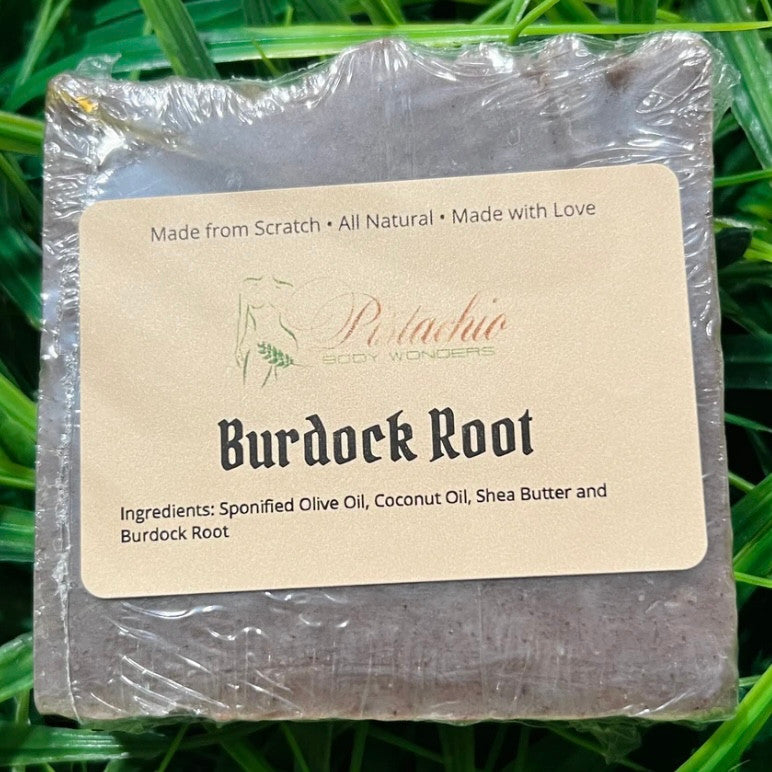 Made from Scratch • All Natural • Made with Love
Pistachio
BODY WONDERS
Burdock Root
Ingredients: Sponified Olive Oil, Coconut Oil, Shea Butter and
Burdock Root